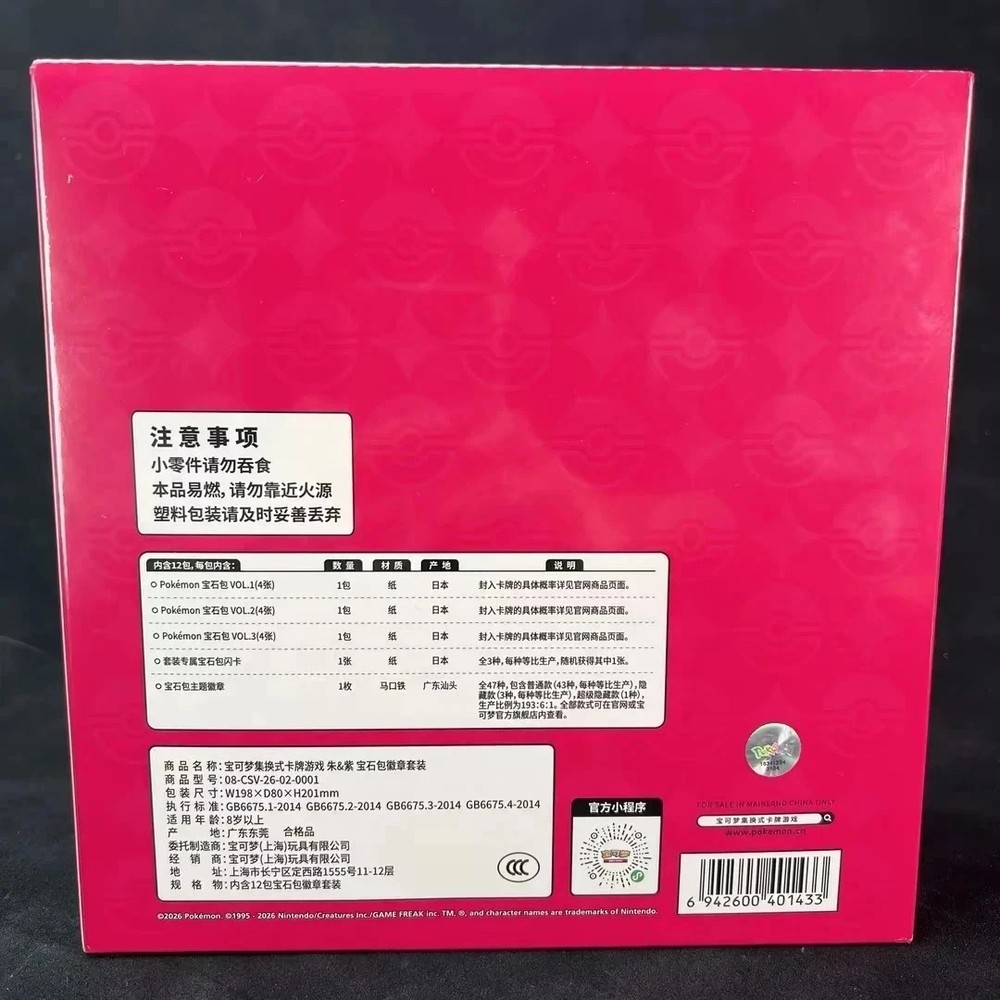 注意事项
小零件请勿吞食
本品易燃，请勿靠近火源
塑料包装请及时妥善丢弃
内含12包，每包内含： 数量 材质 产地 说明
Pokémon 宝石包 VOL.1(4张) 1包 纸 日本 封入卡牌的具体概率详见官网商品页面。
Pokémon 宝石包 VOL.2(4张) 1包 纸 日本 封入卡牌的具体概率详见官网商品页面。
Pokémon 宝石包 VOL.3(4张) 1包 纸 日本 封入卡牌的具体概率详见官网商品页面。
套装专属宝石包闪卡 1张 纸 日本 全3种，每种等比生产，随机获得其中1张。
宝石包主题徽章 1枚 马口铁 广东汕头 全47种，包含普通款(43种，每种等比生产)，隐
藏款(3种，每种等比生产)，超级隐藏款(1种)，
生产比例为193:6:1。全部款式可在官网或宝
可梦官方旗舰店内查看。
商品名称：宝可梦集换式卡牌游戏 朱&紫 宝石包徽章套装
商品型号：08-CSV-26-02-0001
包装尺寸：W198×D80×H201mm
执行标准：GB6675.1-2014 GB6675.2-2014 GB6675.3-2014 GB6675.4-2014
适用年龄：8岁以上
产地：广东东莞 合格品
委托制造商：宝可梦(上海)玩具有限公司
经销商：宝可梦(上海)玩具有限公司
地址：上海市长宁区定西路1555号11-12层
规格物：内含12包宝石包徽章套装
CCC
官方小程序
FOR SALE IN MAINLAND CHINA ONLY
宝可梦集换式卡牌游戏
www.pokemon.cn
6 942600 401433
©2026 Pokémon. ©1995 - 2026 Nintendo/Creatures Inc./GAME FREAK inc. TM, ®, and character names are trademarks of Nintendo.